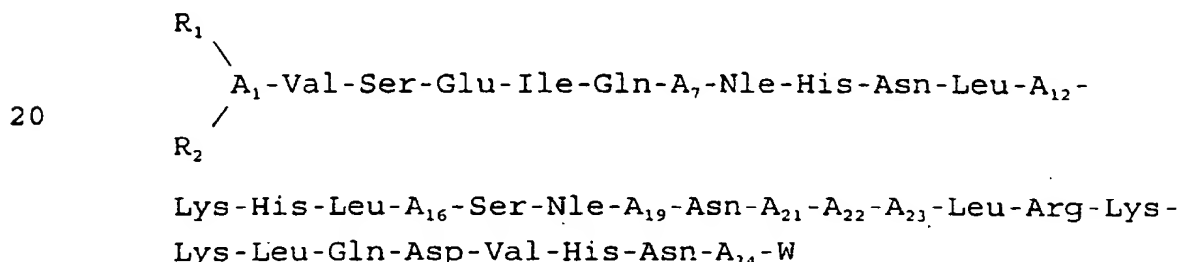 R₁
A₁-Val-Ser-Glu-Ile-Gln-A₇-Nle-His-Asn-Leu-A₁₂-
20
R₂
Lys-His-Leu-A₁₆-Ser-Nle-A₁₉-Asn-A₂₁-A₂₂-A₂₃-Leu-Arg-Lys-
Lys-Leu-Gln-Asp-Val-His-Asn-A₃₄-W